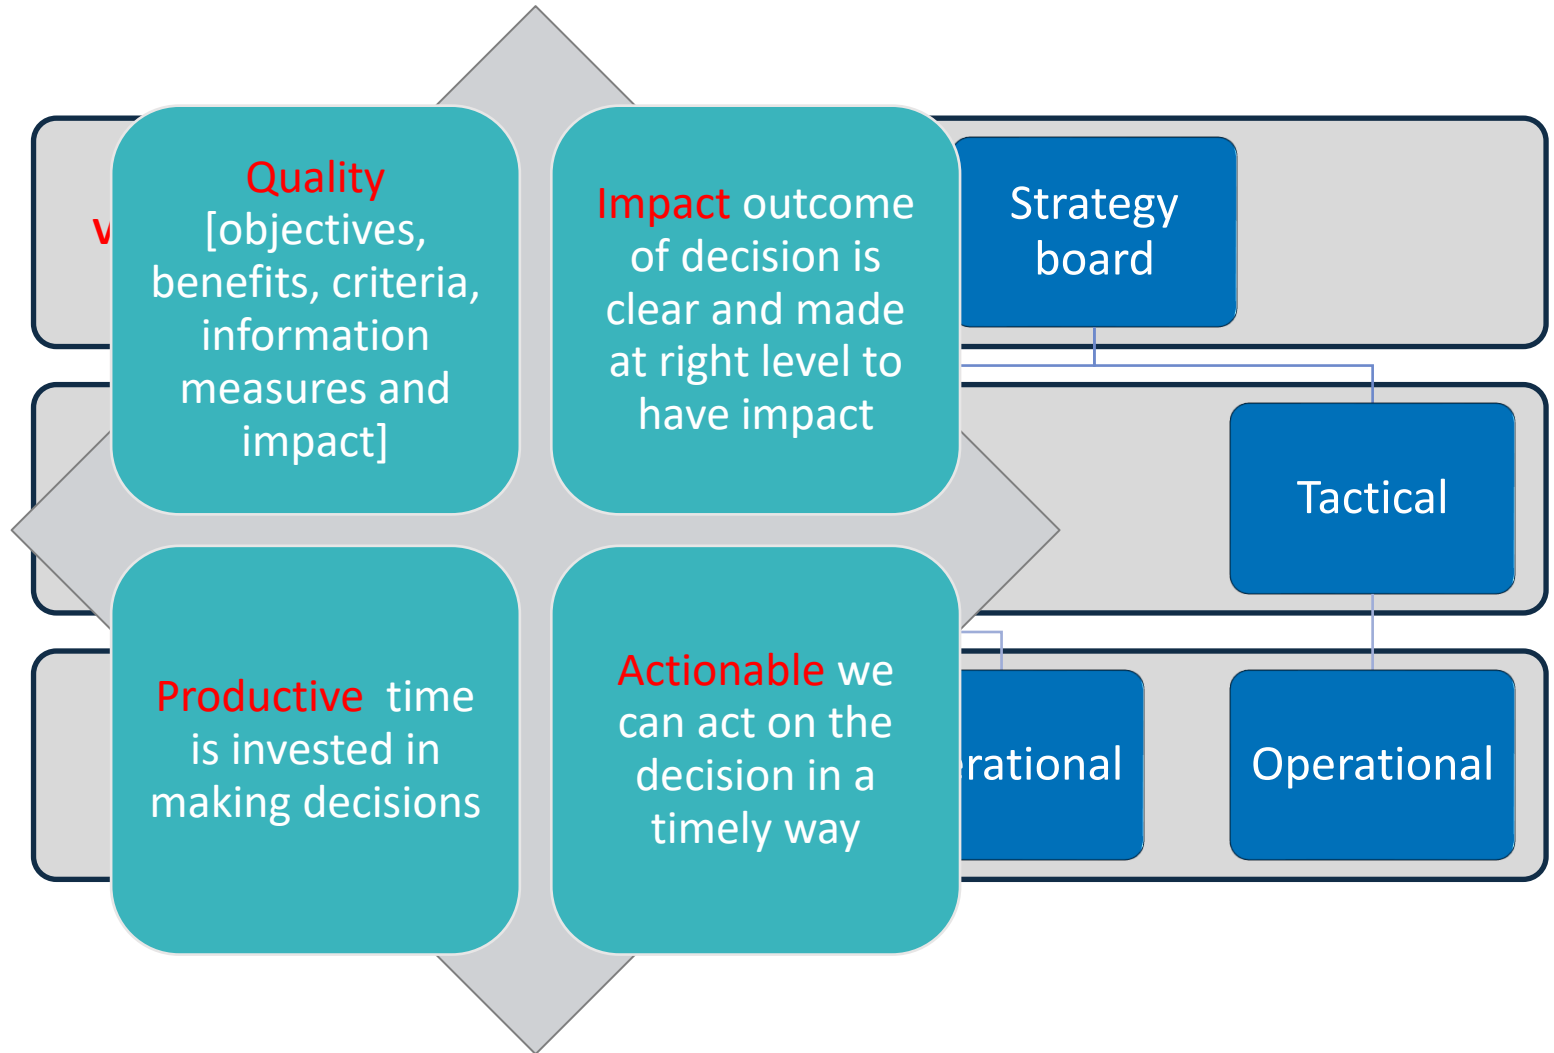 Quality
[objectives,
benefits, criteria,
information
measures and
impact]
Impact outcome
of decision is
clear and made
at right level to
have impact
Productive  time
is invested in
making decisions
Actionable we
can act on the
decision in a
timely way
Strategy
board
Tactical
rational
Operational